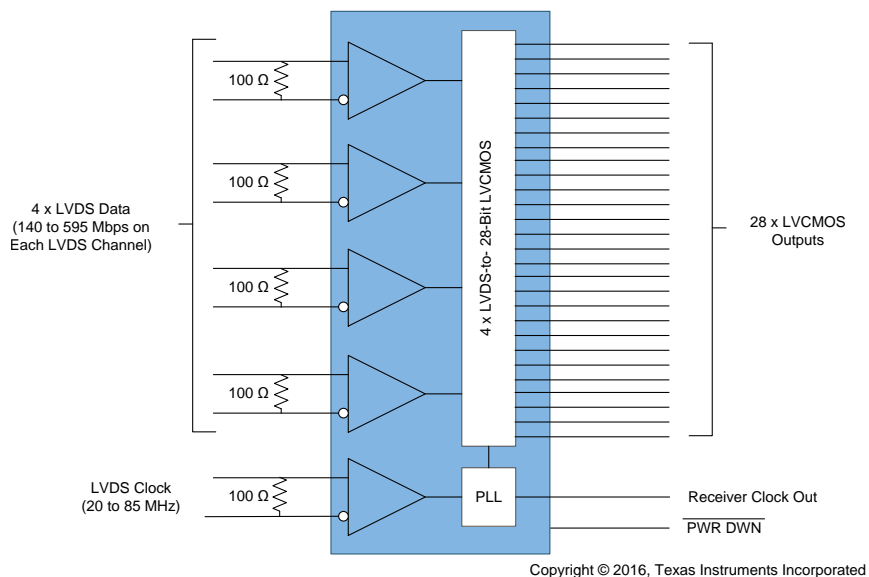 100 Ω
100 Ω
4 x LVDS Data
(140 to 595 Mbps on
Each LVDS Channel)
100 Ω
100 Ω
LVDS Clock
(20 to 85 MHz)
100 Ω
4 x LVDS-to- 28-Bit LVCMOS
PLL
28 x LVCMOS
Outputs
Receiver Clock Out
PWR DWN
Copyright © 2016, Texas Instruments Incorporated